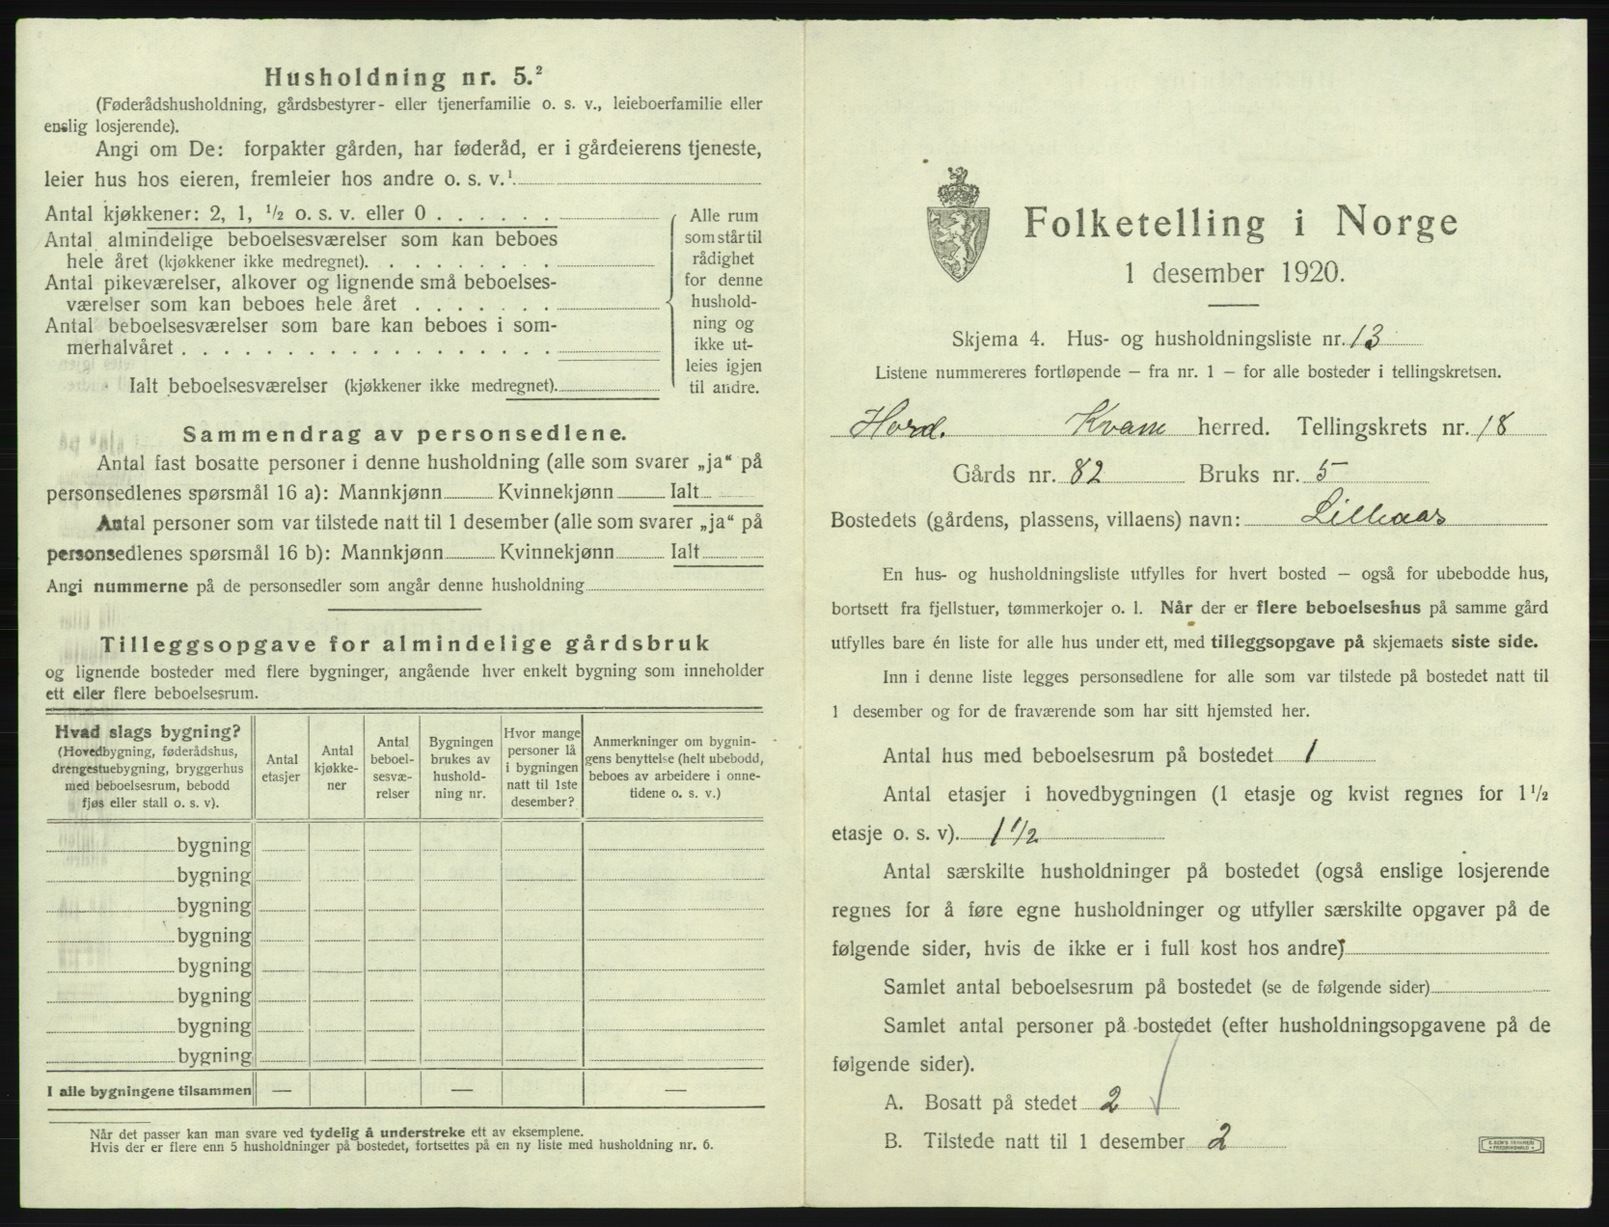 Husholdning nr. 5.²
(Føderådshusholdning, gårdsbestyrer- eller tjenerfamilie o. s. v., leieboerfamilie eller
enslig losjerende).
Angi om De: forpakter gården, har føderåd, er i gårdeierens tjeneste,
leier hus hos eieren, fremleier hos andre o. s. v.¹
Antal kjøkkener: 2, 1, ½ o. s. v. eller 0 . . . . . .
Antal almindelige beboelsesværelser som kan beboes
hele året (kjøkkener ikke medregnet). . . . . . . . .
Antal pikeværelser, alkover og lignende små beboelses-
værelser som kan beboes hele året . . . . . . .
Antal beboelsesværelser som bare kan beboes i som-
merhalvåret . . . . . . . . . . . . . . . . . .
Ialt beboelsesværelser (kjøkkener ikke medregnet).
Alle rum
som står til
rådighet
for denne
hushold-
ning og
ikke ut-
leies igjen
til andre.
Sammendrag av personsedlene.
Antal fast bosatte personer i denne husholdning (alle som svarer „ja“ på
personsedlenes spørsmål 16 a): Mannkjønn Kvinnekjønn Ialt
Antal personer som var tilstede natt til 1 desember (alle som svarer „ja“ på
personsedlenes spørsmål 16 b): Mannkjønn Kvinnekjønn Ialt
Angi nummerne på de personsedler som angår denne husholdning
Tilleggsopgave for almindelige gårdsbruk
og lignende bosteder med flere bygninger, angående hver enkelt bygning som inneholder
ett eller flere beboelsesrum.
Hvad slags bygning?
(Hovedbygning, føderådshus,
drengestuebygning, bryggerhus
med beboelsesrum, bebodd
fjøs eller stall o. s. v).
Antal
etasjer
Antal
kjøkke-
ner
Antal
beboel-
sesvæ-
relser
Bygningen
brukes av
hushold-
ning nr.
Hvor mange
personer lå
i bygningen
natt til 1ste
desember?
Anmerkninger om bygnin-
gens benyttelse (helt ubebodd,
beboes av arbeidere i onne-
tidene o. s. v.)
bygning
bygning
bygning
bygning
bygning
bygning
bygning
bygning
I alle bygningene tilsammen — — —
Når det passer kan man svare ved tydelig å understreke ett av eksemplene.
Hvis der er flere enn 5 husholdninger på bostedet, fortsettes på en ny liste med husholdning nr. 6.
Folketelling i Norge
1 desember 1920.
Skjema 4. Hus- og husholdningsliste nr. 13
Listene nummereres fortløpende — fra nr. 1 — for alle bosteder i tellingskretsen.
Hord. Kvam herred. Tellingskrets nr. 18
Gårds nr. 82 Bruks nr. 5
Bostedets (gårdens, plassens, villaens) navn: Lilleaas
En hus- og husholdningsliste utfylles for hvert bosted — også for ubebodde hus,
bortsett fra fjellstuer, tømmerkojer o. l. Når der er flere beboelseshus på samme gård
utfylles bare én liste for alle hus under ett, med tilleggsopgave på skjemaets siste side.
Inn i denne liste legges personsedlene for alle som var tilstede på bostedet natt til
1 desember og for de fraværende som har sitt hjemsted her.
Antal hus med beboelsesrum på bostedet 1
Antal etasjer i hovedbygningen (1 etasje og kvist regnes for 1½
etasje o. s. v). 1 ½
Antal særskilte husholdninger på bostedet (også enslige losjerende
regnes for å føre egne husholdninger og utfyller særskilte opgaver på de
følgende sider, hvis de ikke er i full kost hos andre)
Samlet antal beboelsesrum på bostedet (se de følgende sider)
Samlet antal personer på bostedet (efter husholdningsopgavene på de
følgende sider).
A. Bosatt på stedet 2
B. Tilstede natt til 1 desember 2